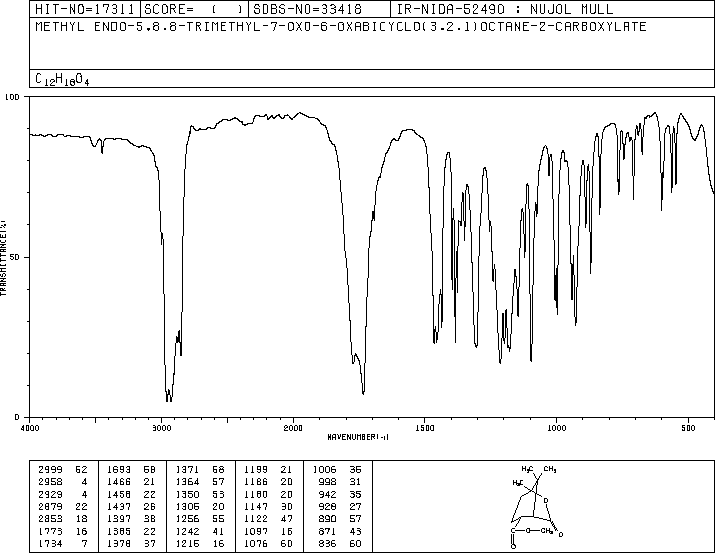 HIT-NO=17311 SCORE= ( ) SDBS-NO=33418 IR-NIDA-52490 : NUJOL MULL
METHYL ENDO-5,8,8-TRIMETHYL-7-OXO-6-OXABICYCLO(3.2.1)OCTANE-2-CARBOXYLATE
C12H18O4
100
50
0
TRANSMITTANCE(%)
4000 3000 2000 1500 1000 500
WAVENUMBER(-1)
2999 52 1693 58 1371 68 1199 21 1006 35
2958 4 1466 21 1364 57 1186 20 998 31
2929 4 1458 22 1350 53 1180 20 942 35
2879 22 1437 26 1305 20 1147 30 928 27
2853 18 1397 38 1256 55 1122 47 890 57
1773 16 1385 22 1242 41 1097 16 871 43
1734 7 1378 37 1215 16 1076 60 836 60
H3C CH3
H3C
O
O OCH3 O